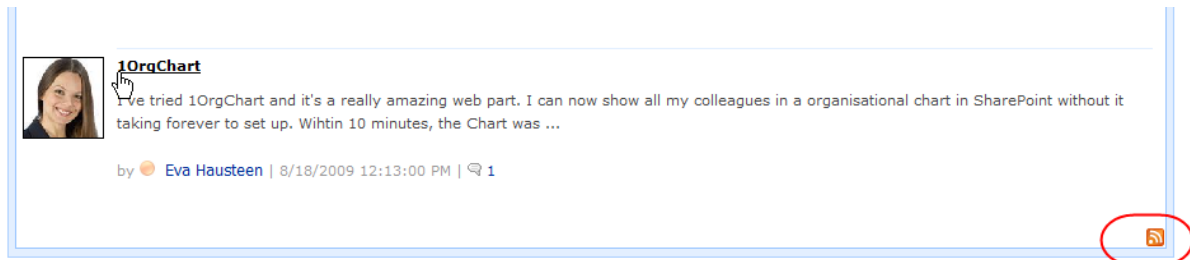 1OrgChart
I've tried 1OrgChart and it's a really amazing web part. I can now show all my colleagues in a organisational chart in SharePoint without it
taking forever to set up. Wihtin 10 minutes, the Chart was ...
by Eva Hausteen | 8/18/2009 12:13:00 PM | 1